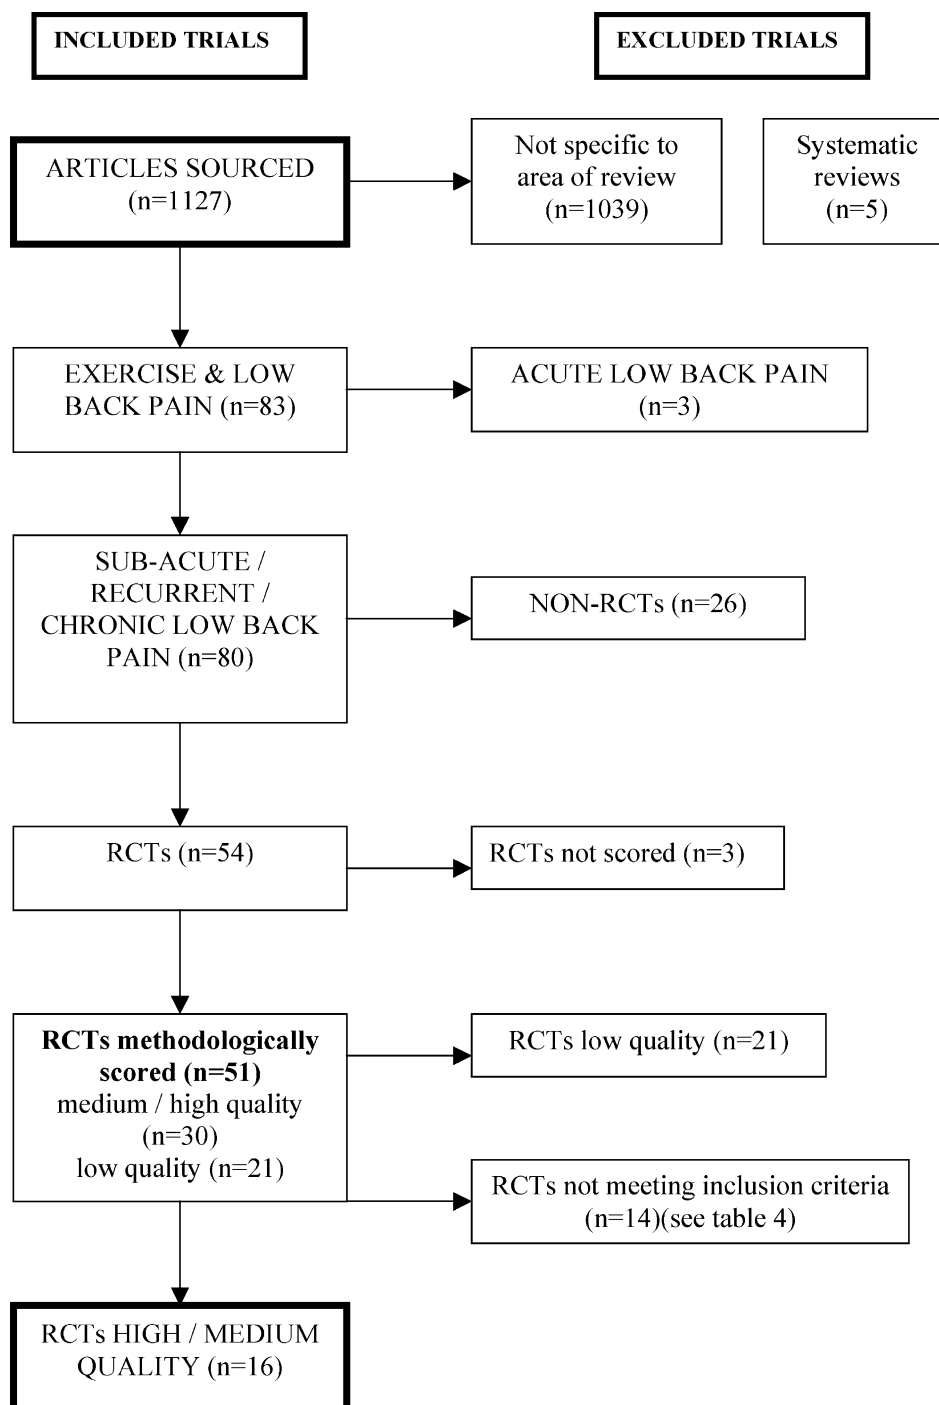 INCLUDED TRIALS
EXCLUDED TRIALS
ARTICLES SOURCED
(n=1127)
Not specific to
area of review
(n=1039)
Systematic
reviews
(n=5)
EXERCISE & LOW
BACK PAIN (n=83)
ACUTE LOW BACK PAIN
(n=3)
SUB-ACUTE /
RECURRENT /
CHRONIC LOW BACK
PAIN (n=80)
NON-RCTs (n=26)
RCTs (n=54)
RCTs not scored (n=3)
RCTs methodologically
scored (n=51)
medium / high quality
(n=30)
low quality (n=21)
RCTs low quality (n=21)
RCTs not meeting inclusion criteria
(n=14)(see table 4)
RCTs HIGH / MEDIUM
QUALITY (n=16)